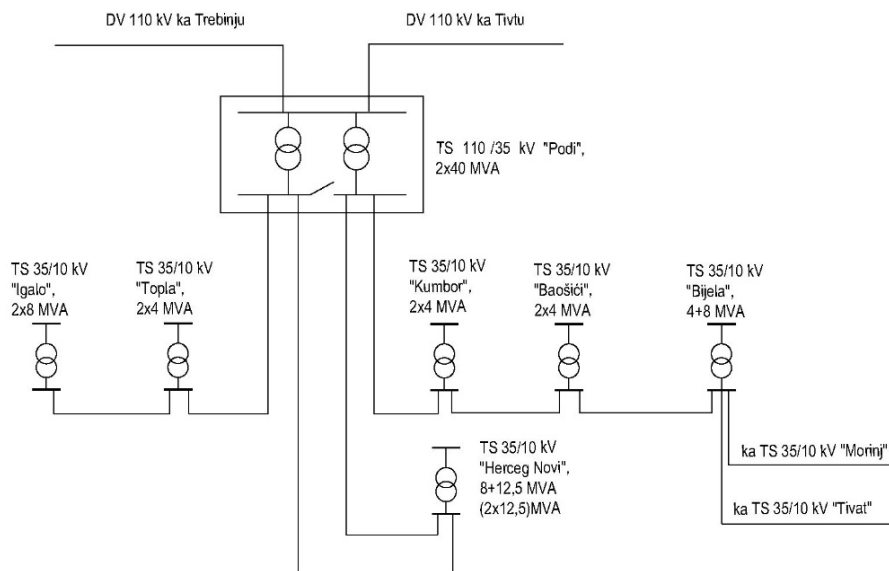 DV 110 kV ka Trebinju
DV 110 kV ka Tivtu
TS 110 /35 kV "Podi",
2x40 MVA
TS 35/10 kV
"Igalo",
2x8 MVA
TS 35/10 kV
"Topla",
2x4 MVA
TS 35/10 kV
"Kumbor",
2x4 MVA
TS 35/10 kV
"Baošići",
2x4 MVA
TS 35/10 kV
"Bijela",
4+8 MVA
TS 35/10 kV
"Herceg Novi",
8+12,5 MVA
(2x12,5)MVA
ka TS 35/10 kV "Morinj"
ka TS 35/10 kV "Tivat"